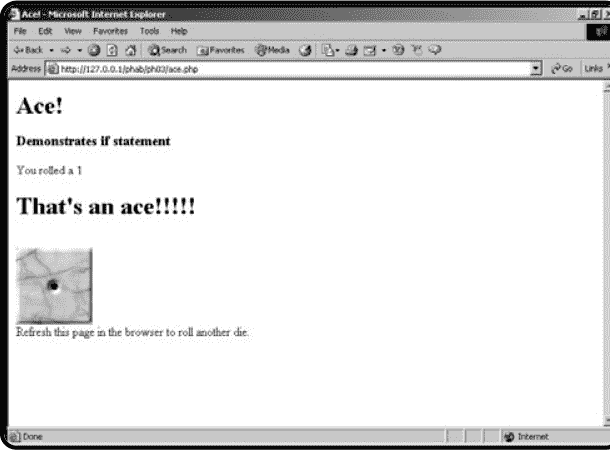 Ace! - Microsoft Internet Explorer
File Edit View Favorites Tools Help
Back Search Favorites Media
Address http://127.0.0.1/phab/ph03/ace.php Go Links
Ace!
Demonstrates if statement
You rolled a 1
That's an ace!!!!!
Refresh this page in the browser to roll another die.
Done Internet